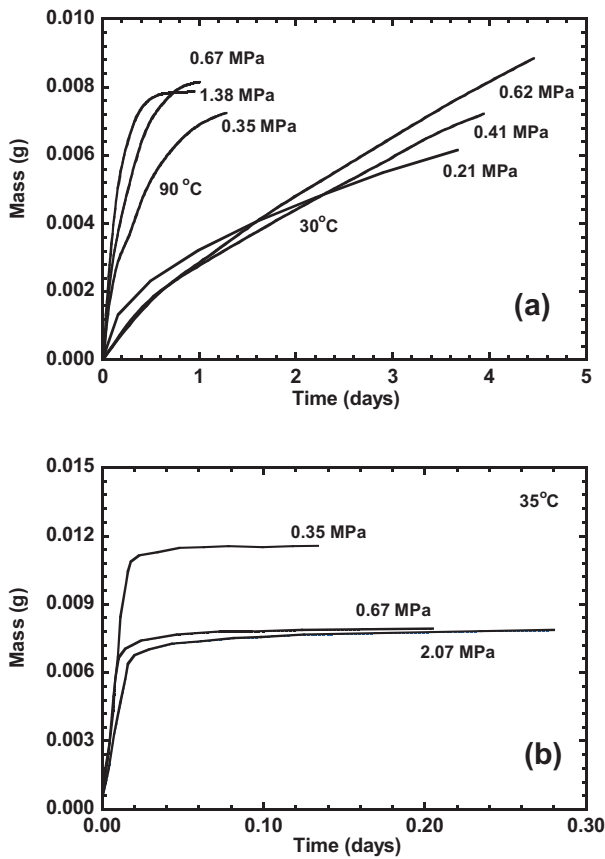 0.010
0.67 MPa
0.008
1.38 MPa
0.62 MPa
0.35 MPa
0.41 MPa
0.006
0.21 MPa
Mass (g)
90 °C
0.004
30°C
0.002
(a)
0.000
0 1 2 3 4 5
Time (days)
0.015
35°C
0.35 MPa
0.012
0.009
0.67 MPa
Mass (g)
2.07 MPa
0.006
0.003
(b)
0.000
0.00 0.10 0.20 0.30
Time (days)